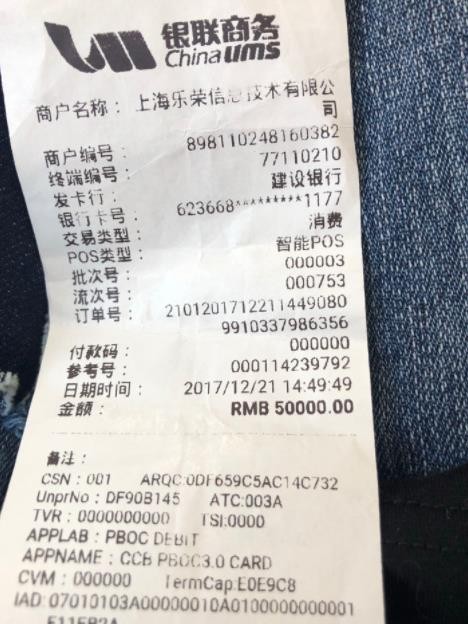 银联商务
China ums
商户名称： 上海乐荣信息技术有限公
司
商户编号： 898110248160382
终端编号： 77110210
发卡行： 建设银行
银行卡号： 623668*********1177
交易类型： 消费
POS类型： 智能POS
批次号： 000003
流次号： 000753
订单号： 2101201712211449080
9910337986356
付款码： 000000
参考号： 000114239792
日期时间： 2017/12/21 14:49:49
金额： RMB 50000.00
备注：
CSN：001 ARQC:0DF659C5AC14C732
UnprNo：DF90B145 ATC:003A
TVR：0000000000 TSI:0000
APPLAB：PBOC DEBIT
APPNAME：CCB PBOC3.0 CARD
CVM：000000 TermCap:E0E9C8
IAD:07010103A00000010A0100000000001